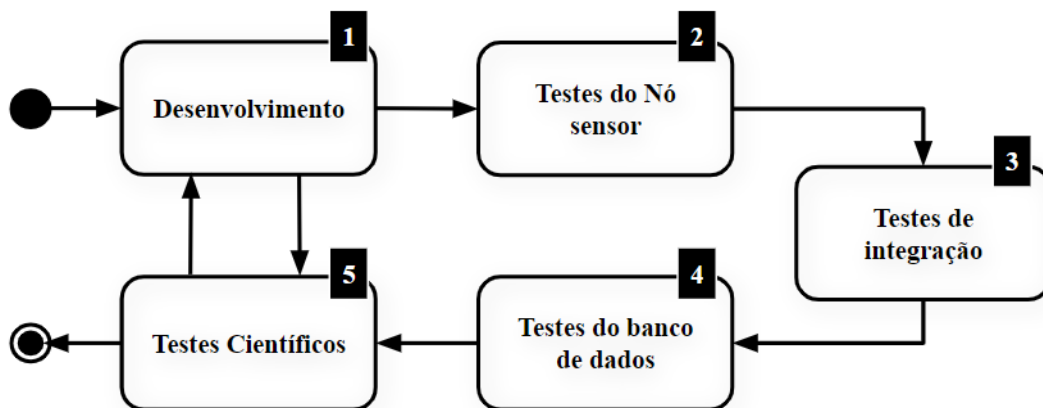 1
Desenvolvimento
2
Testes do Nó
sensor
3
Testes de
integração
4
Testes do banco
de dados
5
Testes Científicos